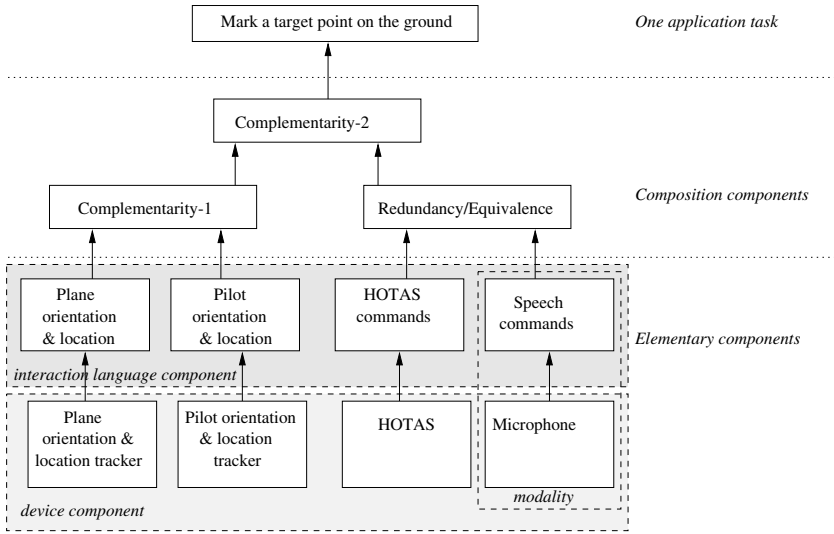 Mark a target point on the ground
One application task
Complementarity-2
Complementarity-1
Redundancy/Equivalence
Composition components
Plane
orientation
& location
Pilot
orientation
& location
HOTAS
commands
Speech
commands
Elementary components
interaction language component
Plane
orientation &
location tracker
Pilot orientation
& location
tracker
HOTAS
Microphone
modality
device component